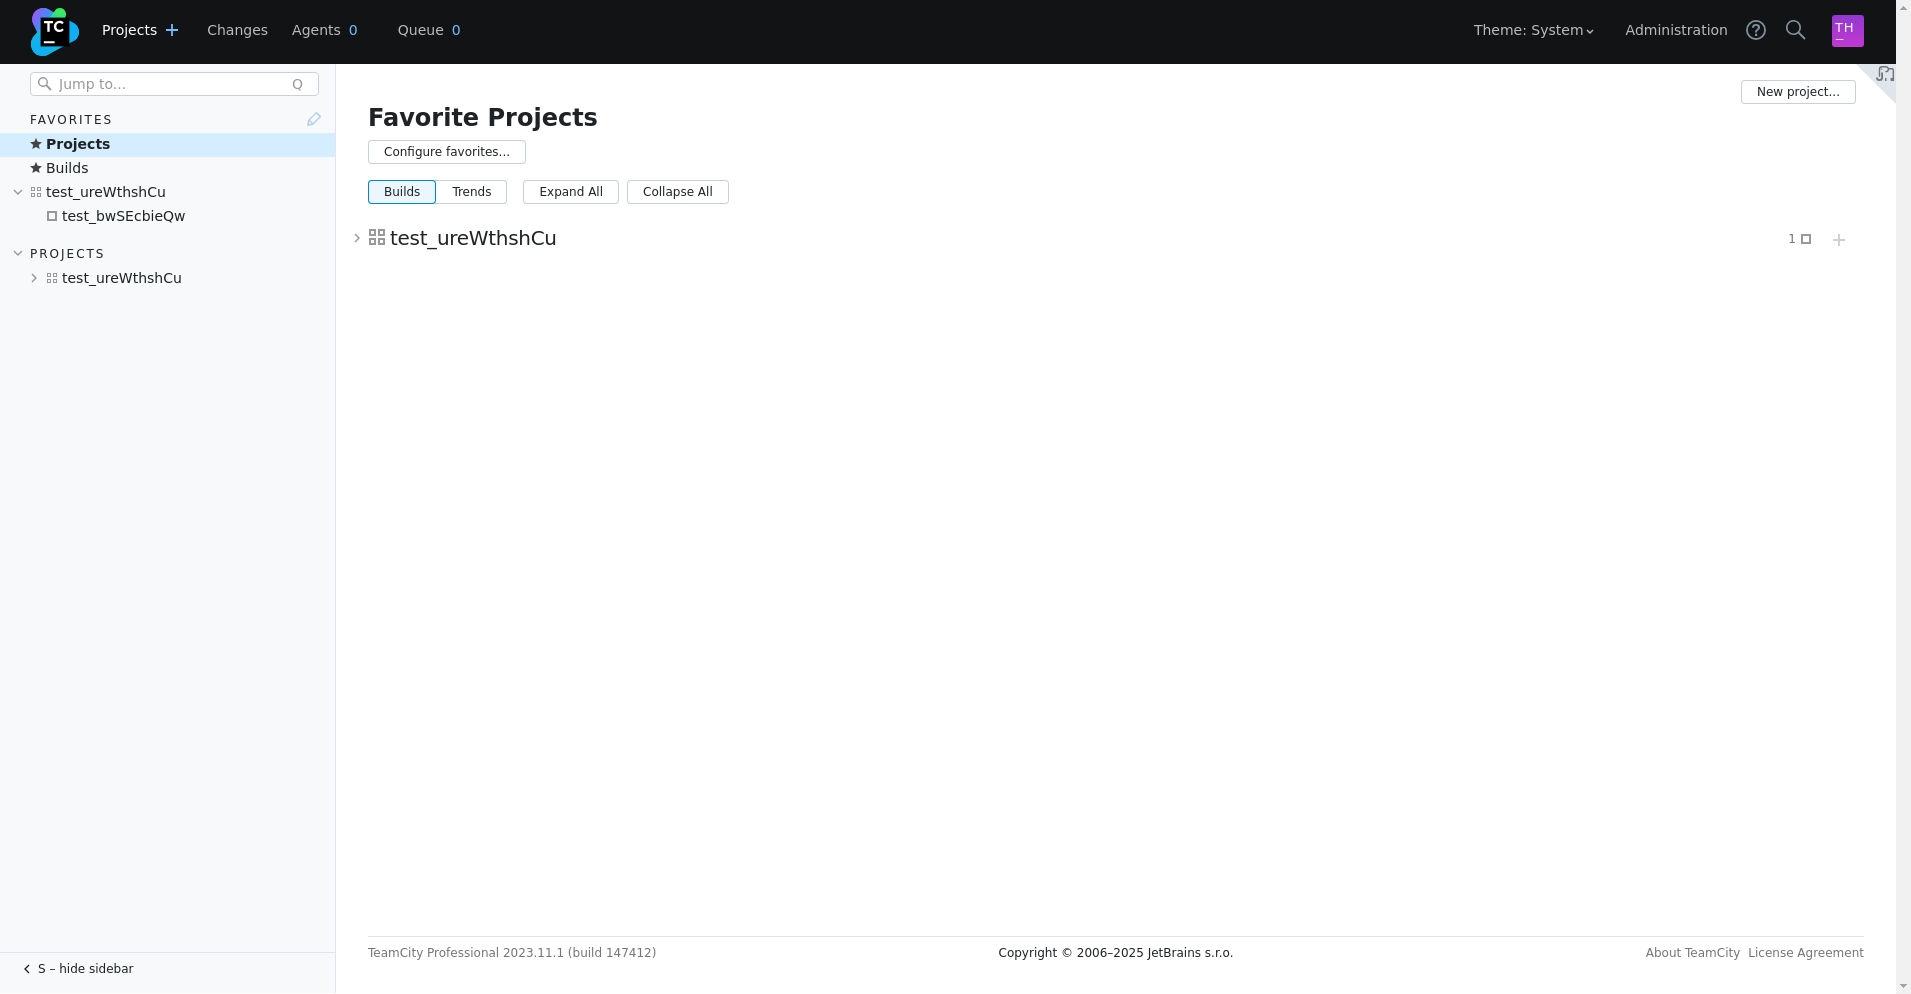 TC
Projects
Changes
Agents 0
Queue 0
Theme: System
Administration
TH
Jump to...
Q
FAVORITES
Projects
Builds
test_ureWthshCu
test_bwSEcbieQw
PROJECTS
test_ureWthshCu
S – hide sidebar
New project...
Favorite Projects
Configure favorites...
Builds
Trends
Expand All
Collapse All
test_ureWthshCu
1
TeamCity Professional 2023.11.1 (build 147412)
Copyright © 2006–2025 JetBrains s.r.o.
About TeamCity
License Agreement